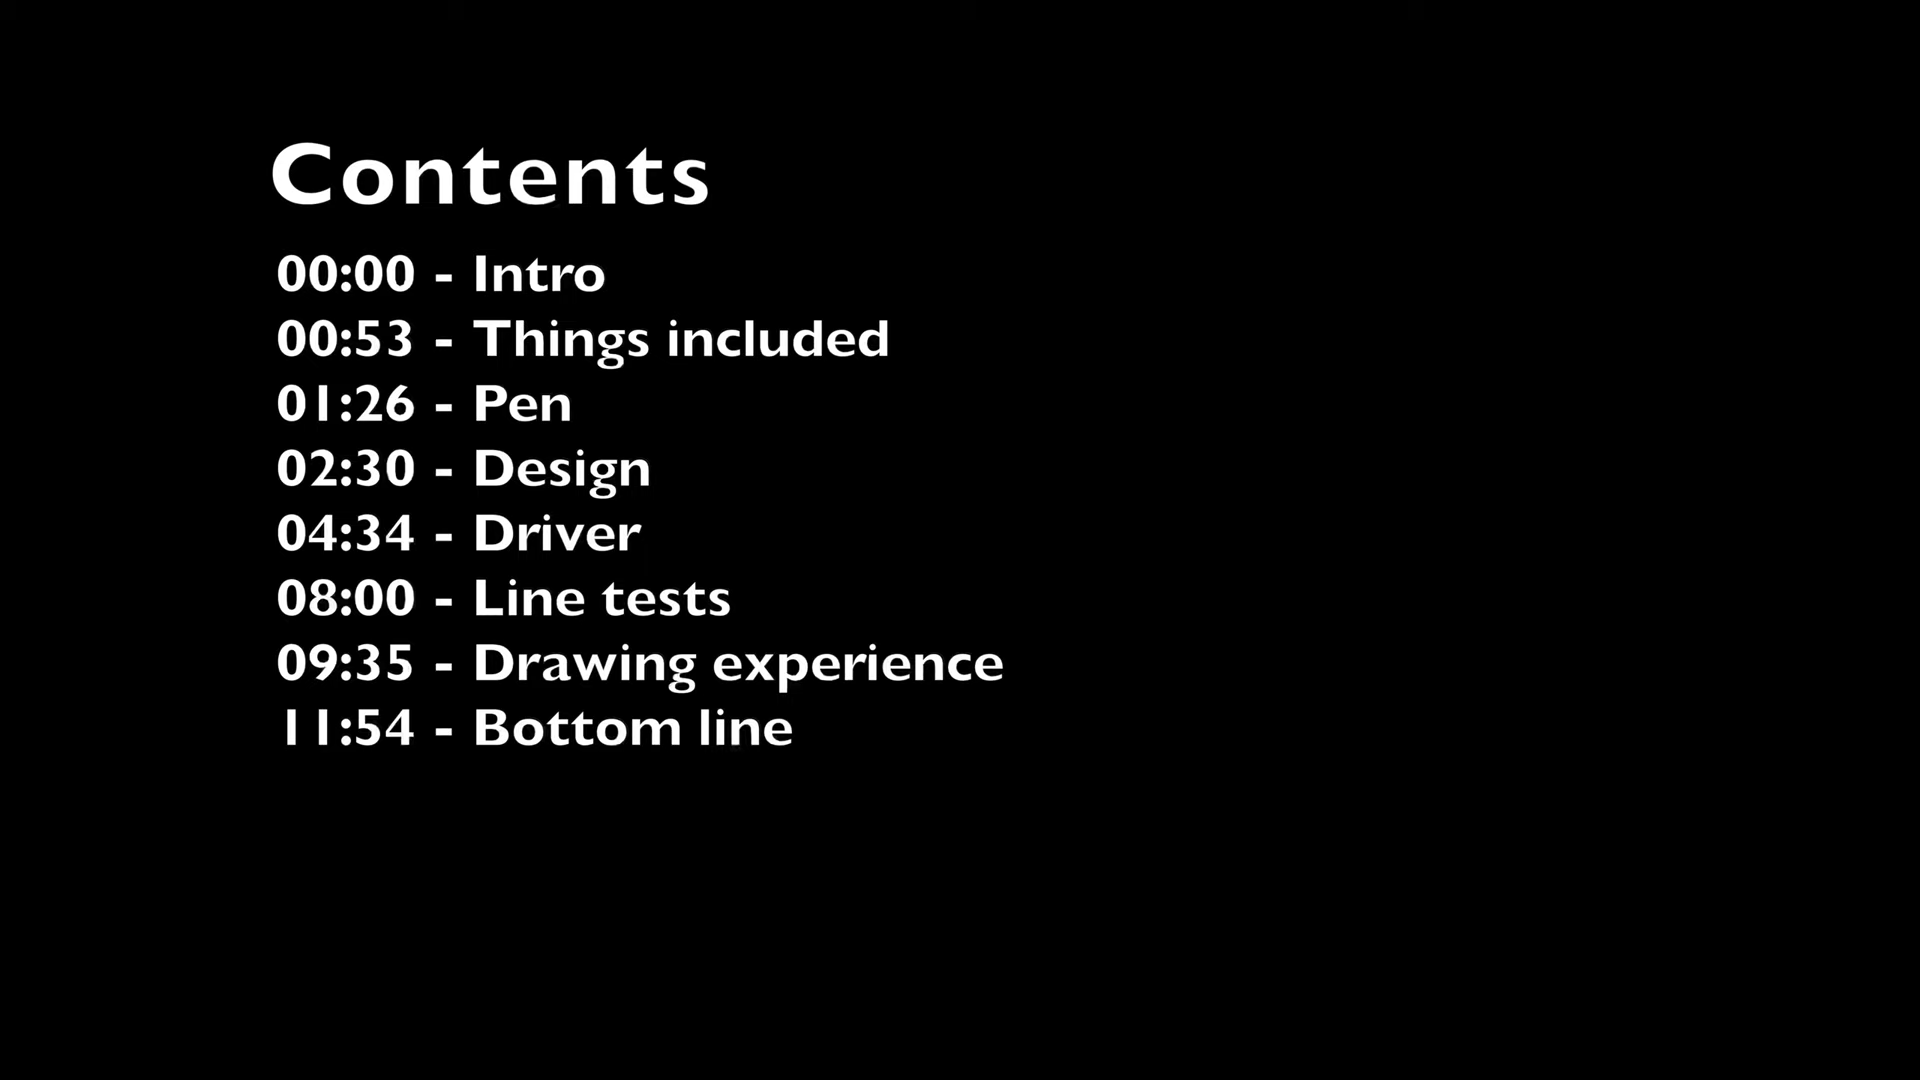 Contents
00:00 - Intro
00:53 - Things included
01:26 - Pen
02:30 - Design
04:34 - Driver
08:00 - Line tests
09:35 - Drawing experience
11:54 - Bottom line